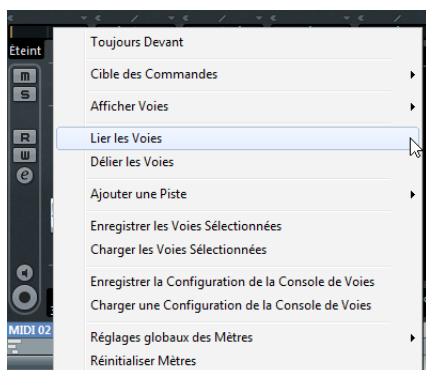 Éteint
m
S
R
W
e
MIDI 02
Toujours Devant
Cible des Commandes
Afficher Voies
Lier les Voies
Délier les Voies
Ajouter une Piste
Enregistrer les Voies Sélectionnées
Charger les Voies Sélectionnées
Enregistrer la Configuration de la Console de Voies
Charger une Configuration de la Console de Voies
Réglages globaux des Mètres
Réinitialiser Mètres